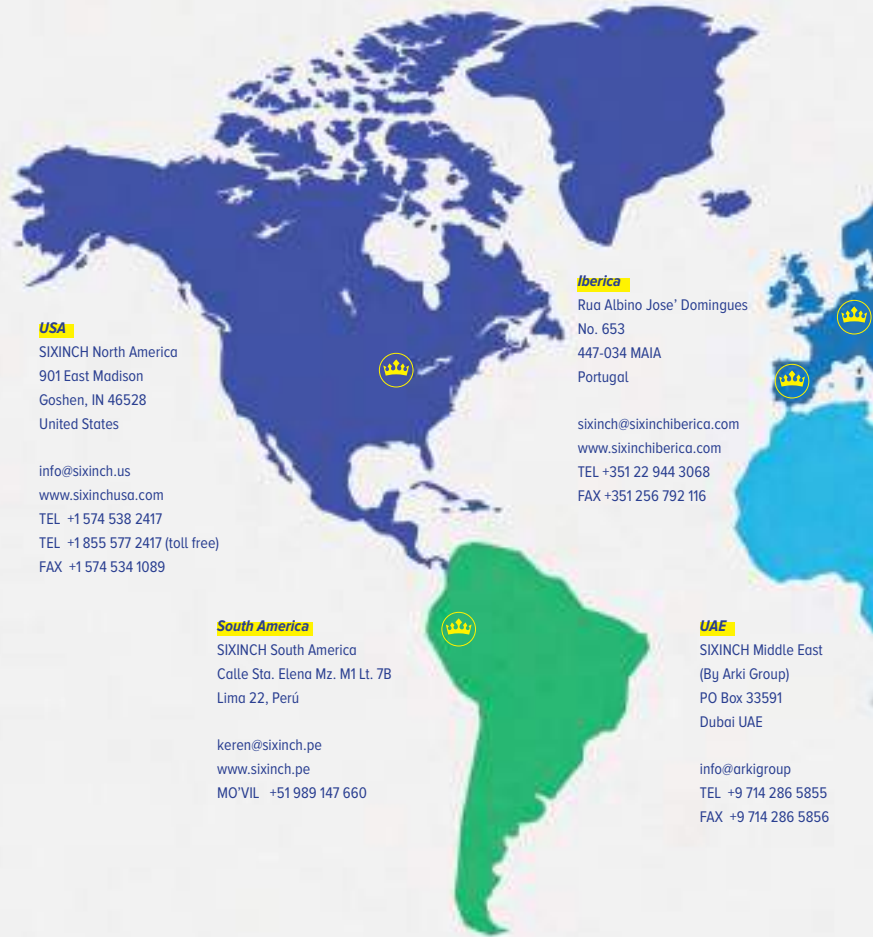 USA
SIXINCH North America
901 East Madison
Goshen, IN 46528
United States
info@sixinch.us
www.sixinchusa.com
TEL +1 574 538 2417
TEL +1 855 577 2417 (toll free)
FAX +1 574 534 1089
Iberica
Rua Albino Jose' Domingues
No. 653
447-034 MAIA
Portugal
sixinch@sixinchiberica.com
www.sixinchiberica.com
TEL +351 22 944 3068
FAX +351 256 792 116
South America
SIXINCH South America
Calle Sta. Elena Mz. M1 Lt. 7B
Lima 22, Perú
keren@sixinch.pe
www.sixinch.pe
MO'VIL +51 989 147 660
UAE
SIXINCH Middle East
(By Arki Group)
PO Box 33591
Dubai UAE
info@arkigroup
TEL +9 714 286 5855
FAX +9 714 286 5856